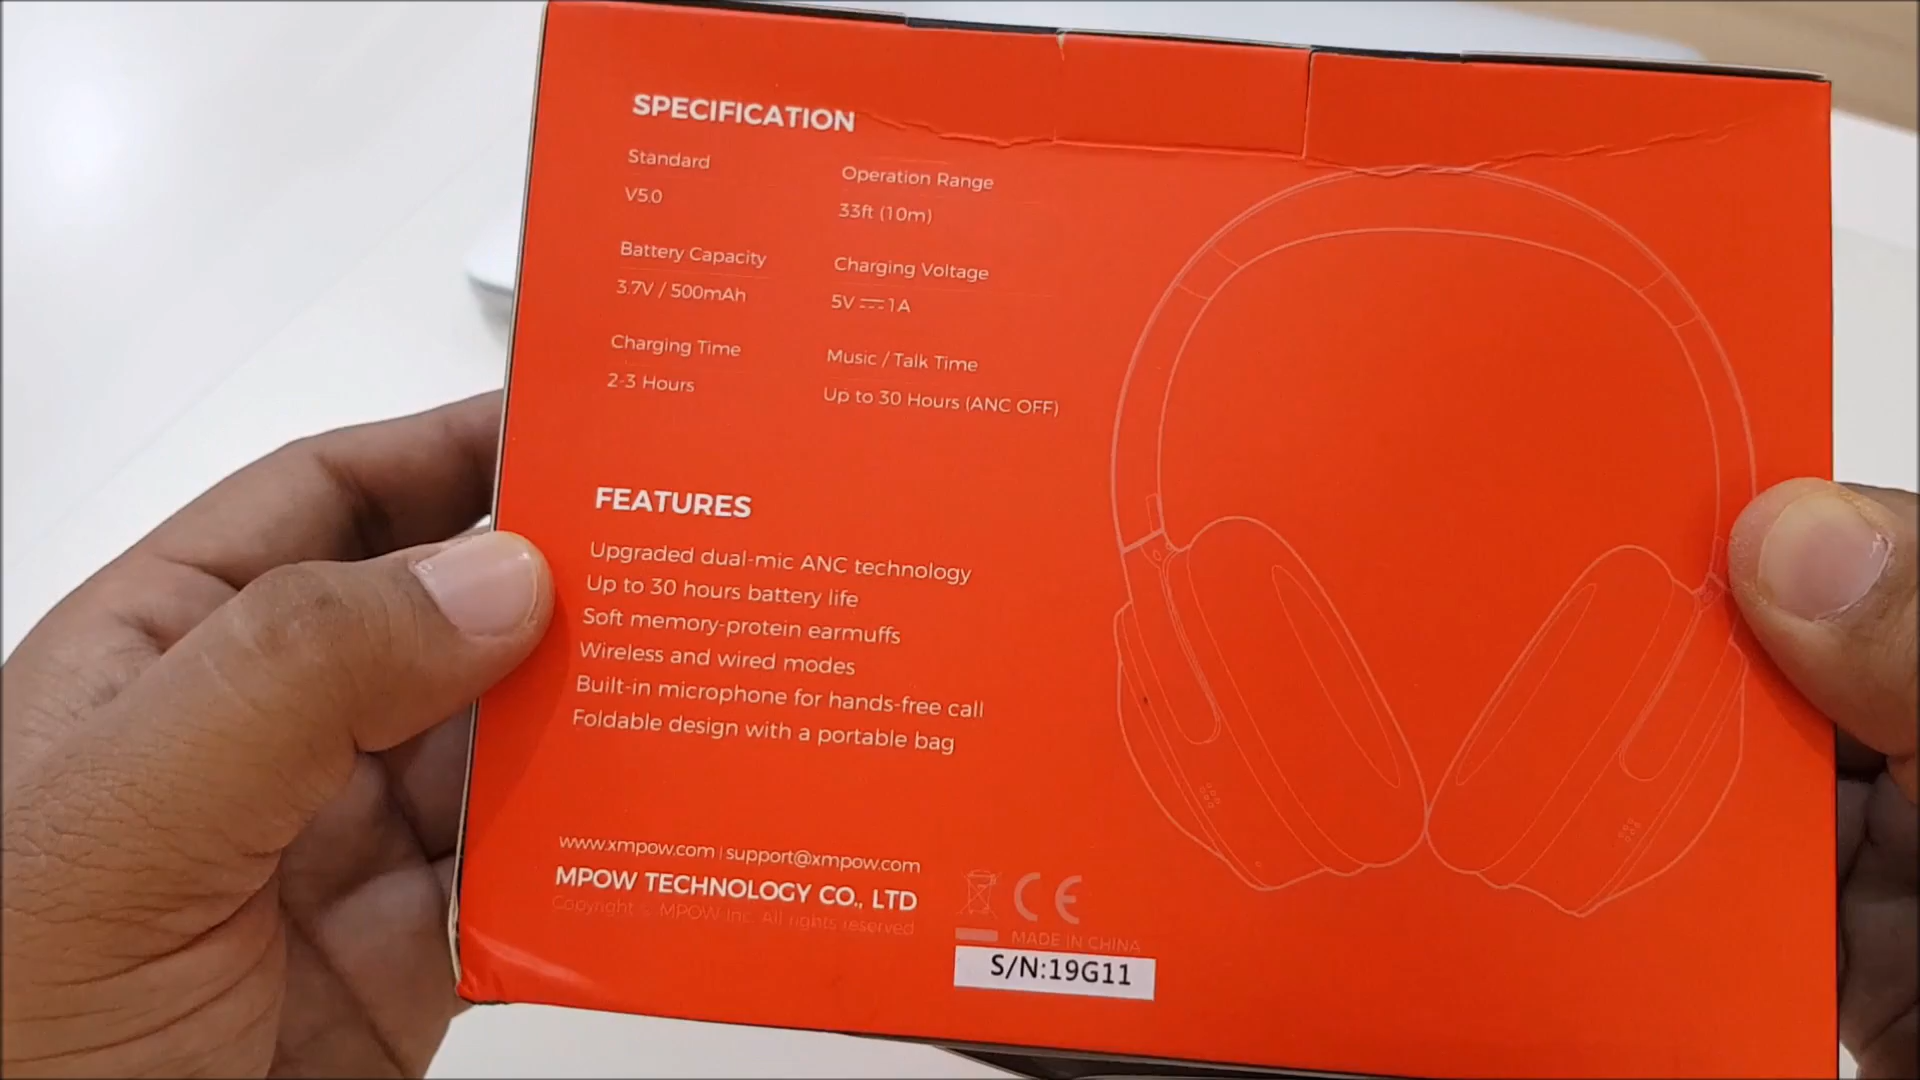 SPECIFICATION
Standard
V5.0
Operation Range
33ft (10m)
Battery Capacity
3.7V / 500mAh
Charging Voltage
5V ⎓ 1A
Charging Time
2-3 Hours
Music / Talk Time
Up to 30 Hours (ANC OFF)
FEATURES
Upgraded dual-mic ANC technology
Up to 30 hours battery life
Soft memory-protein earmuffs
Wireless and wired modes
Built-in microphone for hands-free call
Foldable design with a portable bag
www.xmpow.com | support@xmpow.com
MPOW TECHNOLOGY CO., LTD
Copyright © MPOW Inc. All rights reserved
CE
MADE IN CHINA
S/N:19G11